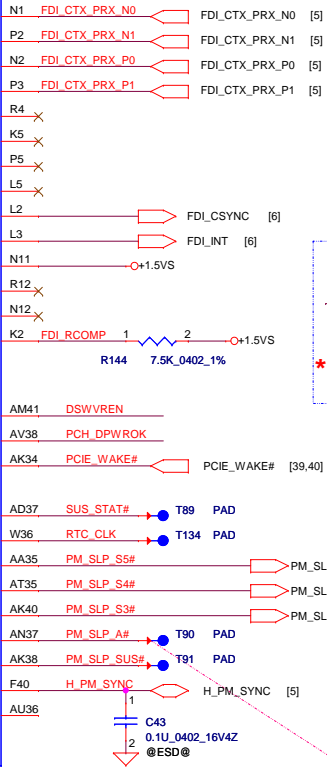 N1 FDI_CTX_PRX_N0 FDI_CTX_PRX_N0 [5]
P2 FDI_CTX_PRX_N1 FDI_CTX_PRX_N1 [5]
N2 FDI_CTX_PRX_P0 FDI_CTX_PRX_P0 [5]
P3 FDI_CTX_PRX_P1 FDI_CTX_PRX_P1 [5]
R4
K5
P5
L5
L2 FDI_CSYNC [6]
L3 FDI_INT [6]
N11 +1.5VS
R12
N12
K2 FDI_RCOMP 1 2 +1.5VS
R144 7.5K_0402_1%
*
AM41 DSWVREN
AV38 PCH_DPWROK
AK34 PCIE_WAKE# PCIE_WAKE# [39,40]
AD37 SUS_STAT# T89 PAD
W36 RTC_CLK T134 PAD
AA35 PM_SLP_S5# PM_SL
AT35 PM_SLP_S4# PM_SL
AK40 PM_SLP_S3# PM_SL
AN37 PM_SLP_A# T90 PAD
AK38 PM_SLP_SUS# T91 PAD
F40 H_PM_SYNC H_PM_SYNC [5]
AU36
1
C43
0.1U_0402_16V4Z
2
@ESD@